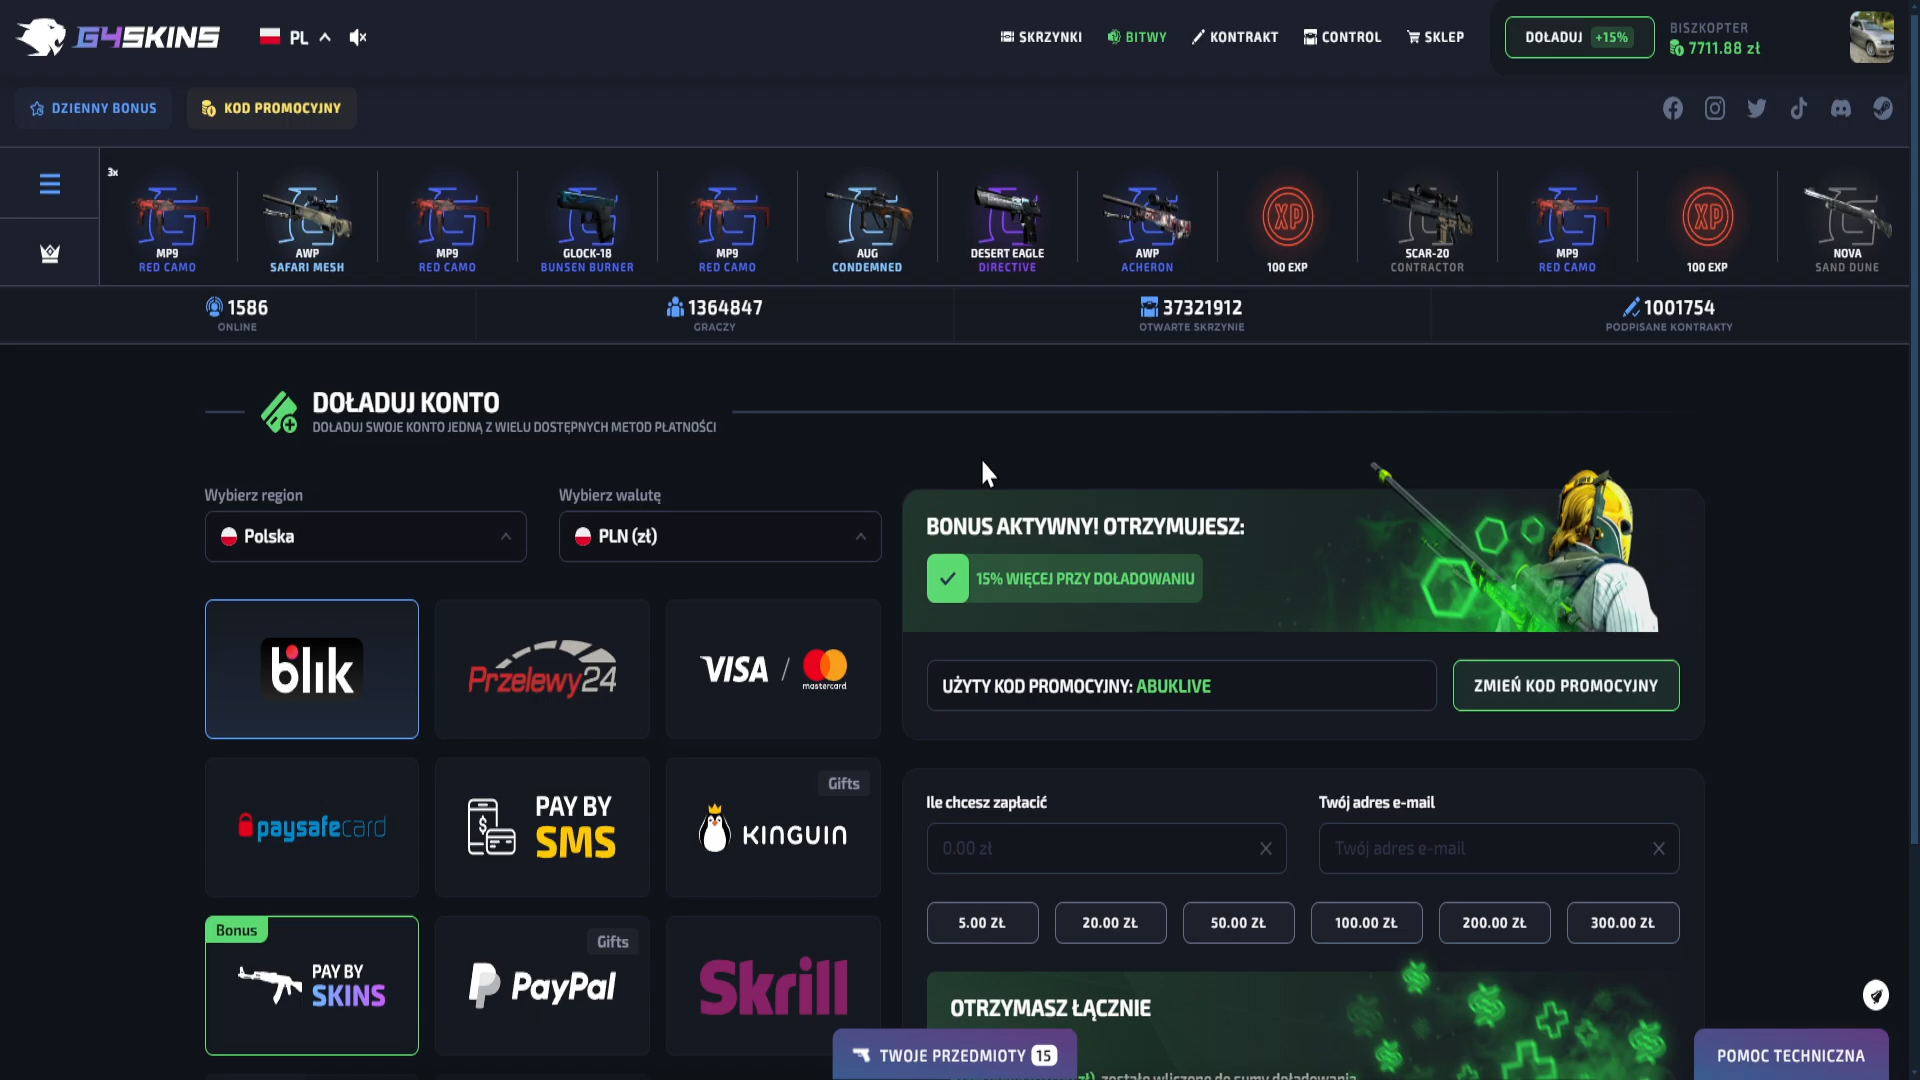 G4SKINS
PL
SKRZYNKI
BITWY
KONTRAKT
CONTROL
SKLEP
DOŁADUJ +15%
BISZKOPTER
7711.88 zł
DZIENNY BONUS
KOD PROMOCYJNY
3x
MP9
RED CAMO
AWP
SAFARI MESH
MP9
RED CAMO
GLOCK-18
BUNSEN BURNER
MP9
RED CAMO
AUG
CONDEMNED
DESERT EAGLE
DIRECTIVE
AWP
ACHERON
XP
100 EXP
SCAR-20
CONTRACTOR
MP9
RED CAMO
XP
100 EXP
NOVA
SAND DUNE
1586
ONLINE
1364847
GRACZY
37321912
OTWARTE SKRZYNIE
1001754
PODPISANE KONTRAKTY
DOŁADUJ KONTO
DOŁADUJ SWOJE KONTO JEDNĄ Z WIELU DOSTĘPNYCH METOD PŁATNOŚCI
Wybierz region
Polska
Wybierz walutę
PLN (zł)
blik
Przelewy24
VISA / mastercard
paysafecard
PAY BY
SMS
Gifts
KINGUIN
Bonus
PAY BY
SKINS
Gifts
PayPal
Skrill
BONUS AKTYWNY! OTRZYMUJESZ:
15% WIĘCEJ PRZY DOŁADOWANIU
UŻYTY KOD PROMOCYJNY: ABUKLIVE
ZMIEŃ KOD PROMOCYJNY
Ile chcesz zapłacić
0.00 zł
Twój adres e-mail
Twój adres e-mail
5.00 ZŁ
20.00 ZŁ
50.00 ZŁ
100.00 ZŁ
200.00 ZŁ
300.00 ZŁ
OTRZYMASZ ŁĄCZNIE
zł), zostało wliczone do sumy doładowania
TWOJE PRZEDMIOTY 15
POMOC TECHNICZNA